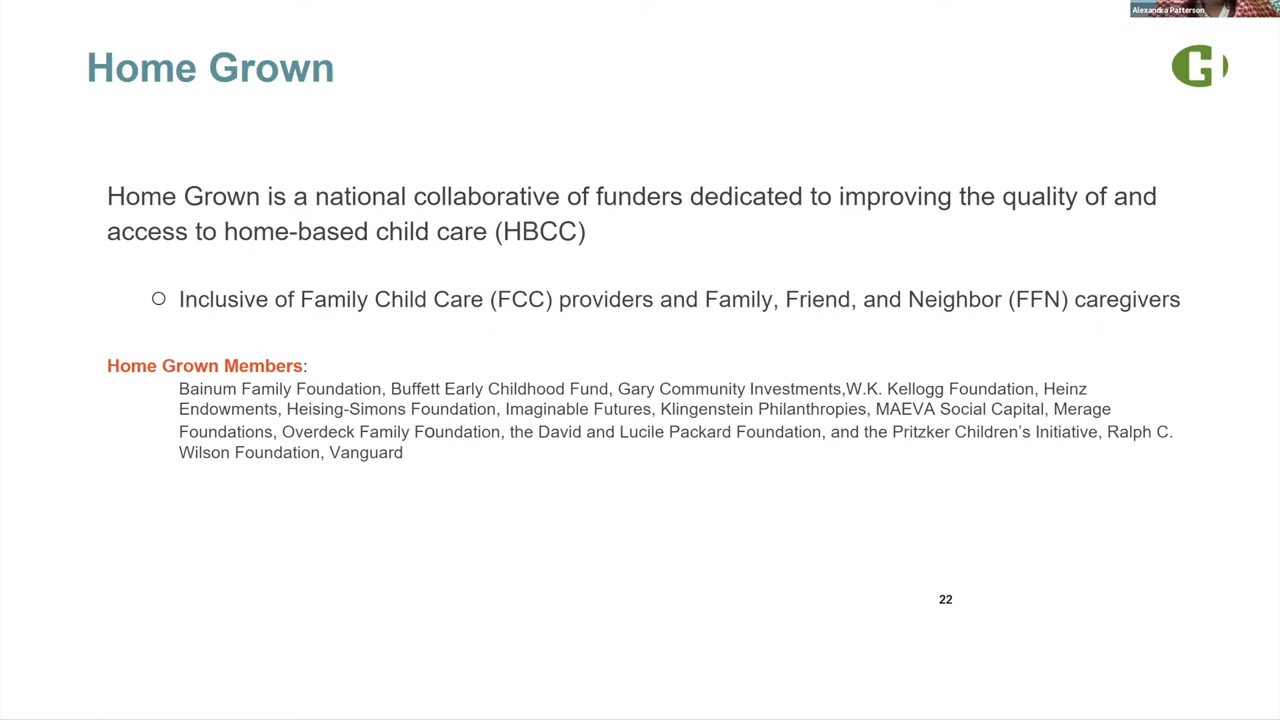 Alexandra Patterson
Home Grown
Home Grown is a national collaborative of funders dedicated to improving the quality of and
access to home-based child care (HBCC)
○ Inclusive of Family Child Care (FCC) providers and Family, Friend, and Neighbor (FFN) caregivers
Home Grown Members:
Bainum Family Foundation, Buffett Early Childhood Fund, Gary Community Investments,W.K. Kellogg Foundation, Heinz
Endowments, Heising-Simons Foundation, Imaginable Futures, Klingenstein Philanthropies, MAEVA Social Capital, Merage
Foundations, Overdeck Family Foundation, the David and Lucile Packard Foundation, and the Pritzker Children’s Initiative, Ralph C.
Wilson Foundation, Vanguard
22